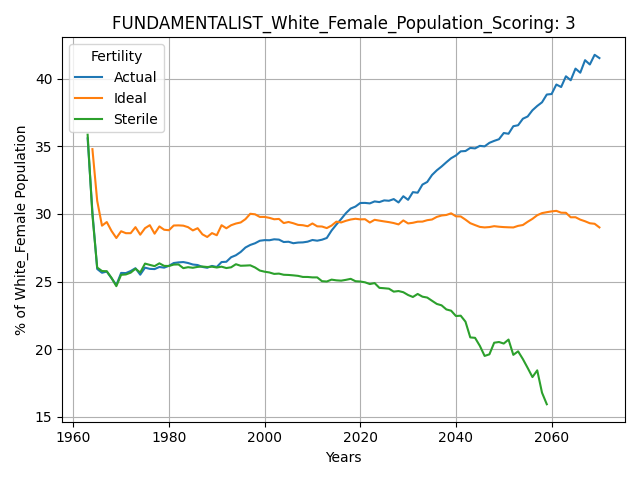 FUNDAMENTALIST_White_Female_Population_Scoring: 3
Fertility
Actual
Ideal
Sterile
% of White_Female Population
40
35
30
25
20
15
1960
1980
2000
2020
2040
2060
Years